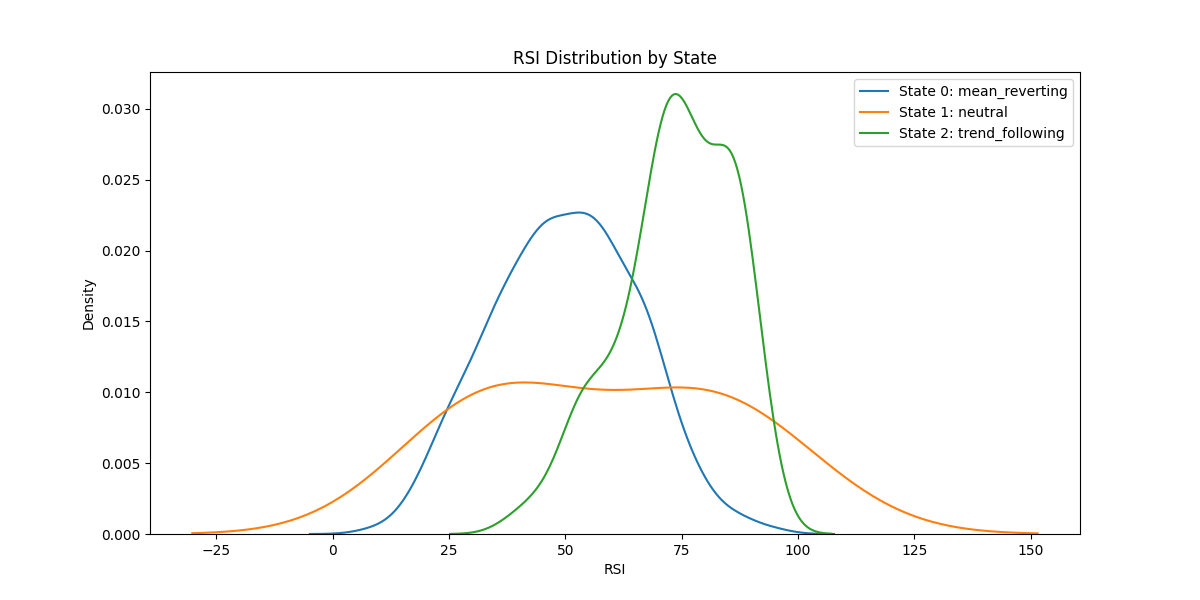 RSI Distribution by State
State 0: mean_reverting
State 1: neutral
State 2: trend_following
Density
0.030
0.025
0.020
0.015
0.010
0.005
0.000
−25
0
25
50
75
100
125
150
RSI